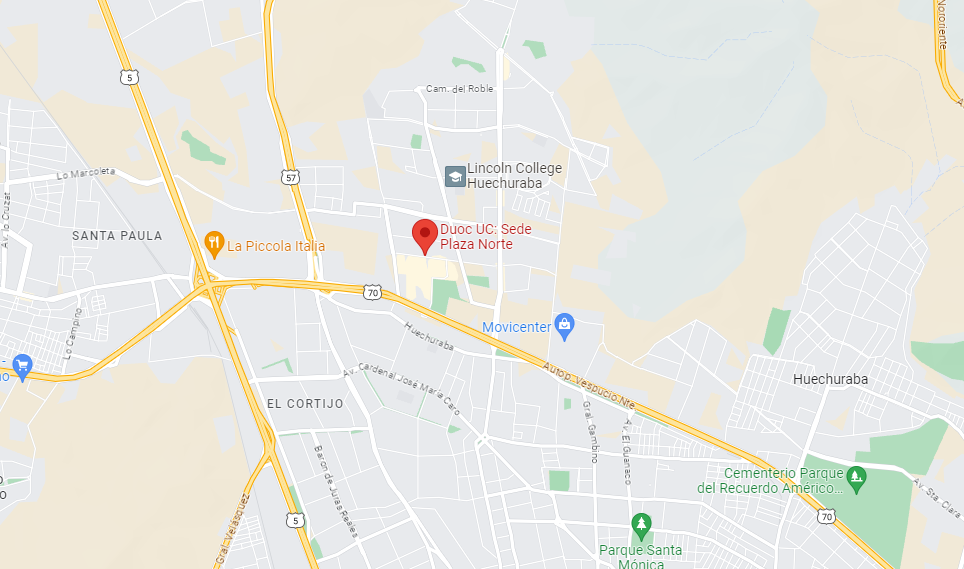 Nororiente
5
Cam. del Roble
Lincoln College
Huechuraba
57
Lo Marcoleta
Av. lo Cruzat
SANTA PAULA
Duoc UC: Sede
Plaza Norte
La Piccola Italia
70
Lo Campino
Movicenter
Huechuraba
Autop. Vespucio Nte.
Av. Cardenal José María Caro
Huechuraba
EL CORTIJO
Gral. Gambino
Av. El Guanaco
Baron de Juras Reales
Cementerio Parque
del Recuerdo Américo...
Av. Sta. Clara
Gral. Velásquez
5
70
Parque Santa
Mónica